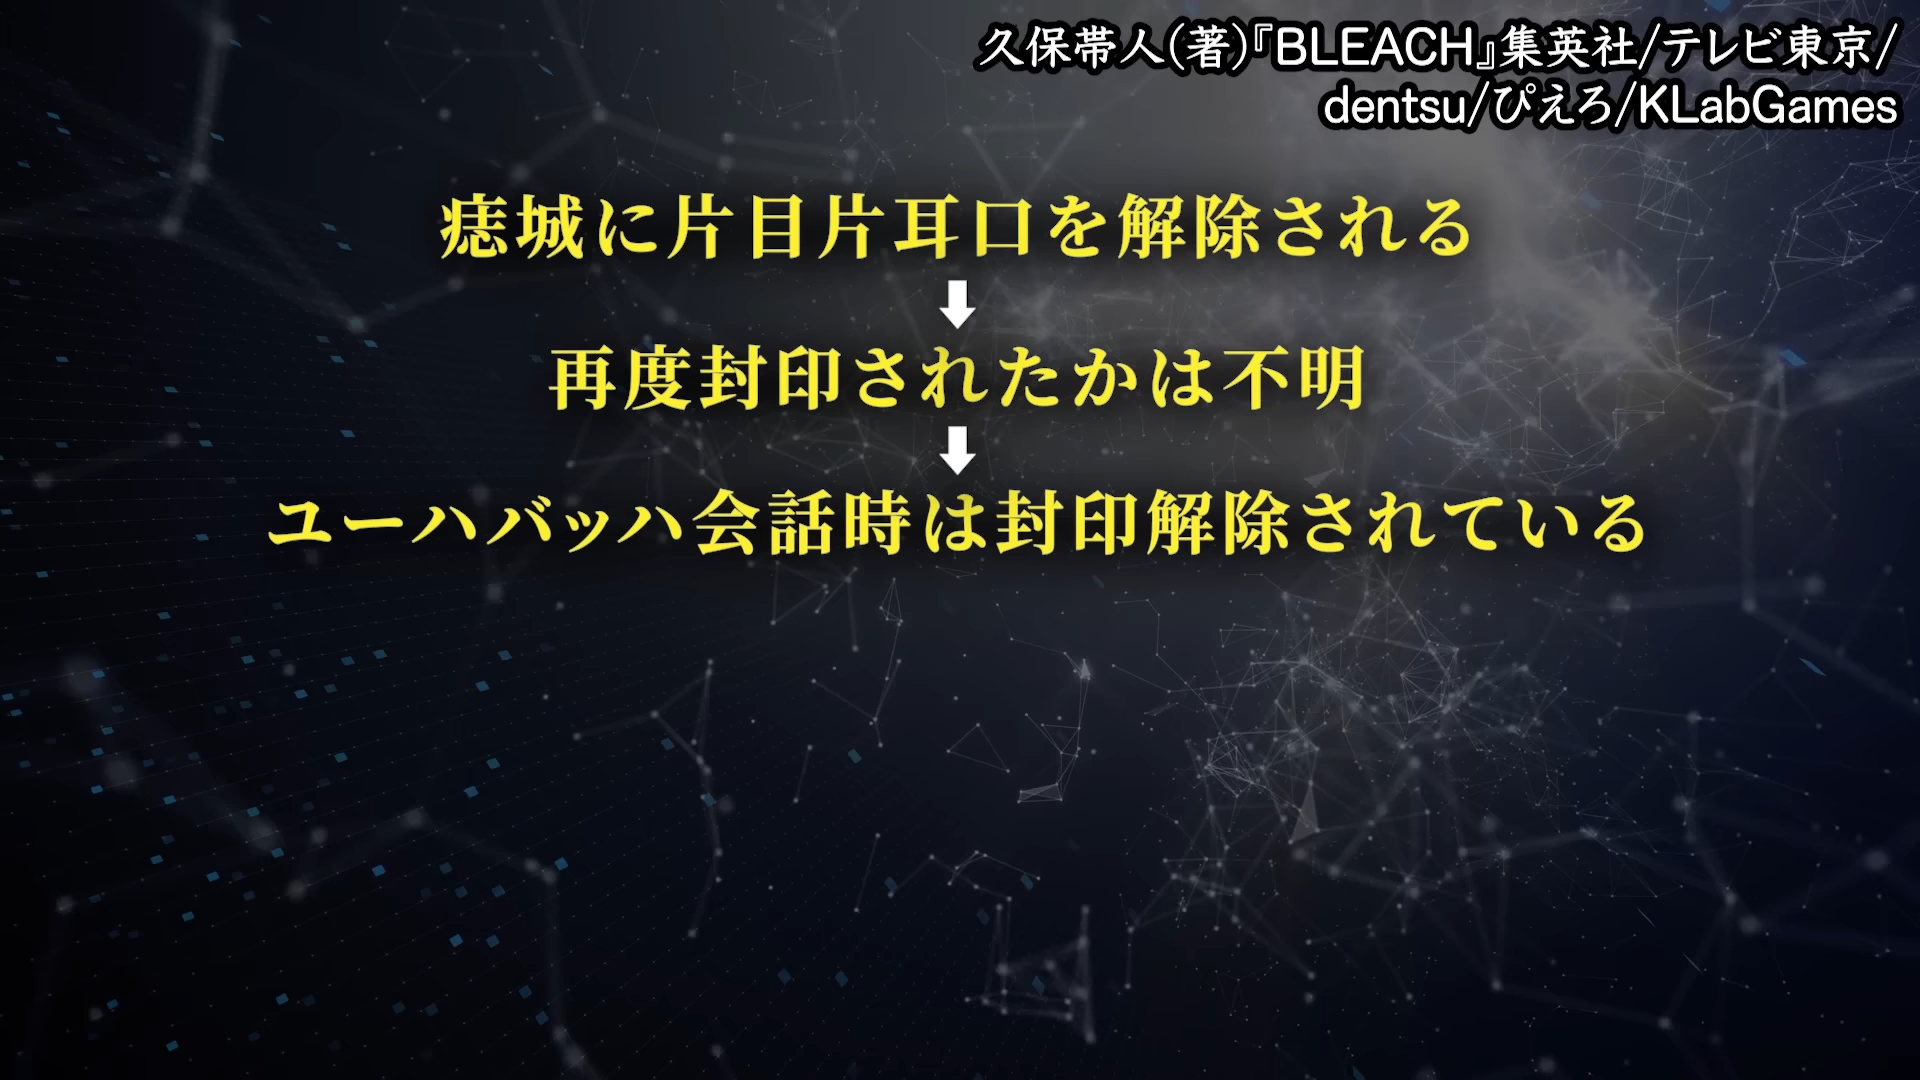 久保帯人(著)『BLEACH』集英社/テレビ東京/
dentsu/ぴえろ/KLabGames
痣城に片目片耳口を解除される
再度封印されたかは不明
ユーハバッハ会話時は封印解除されている